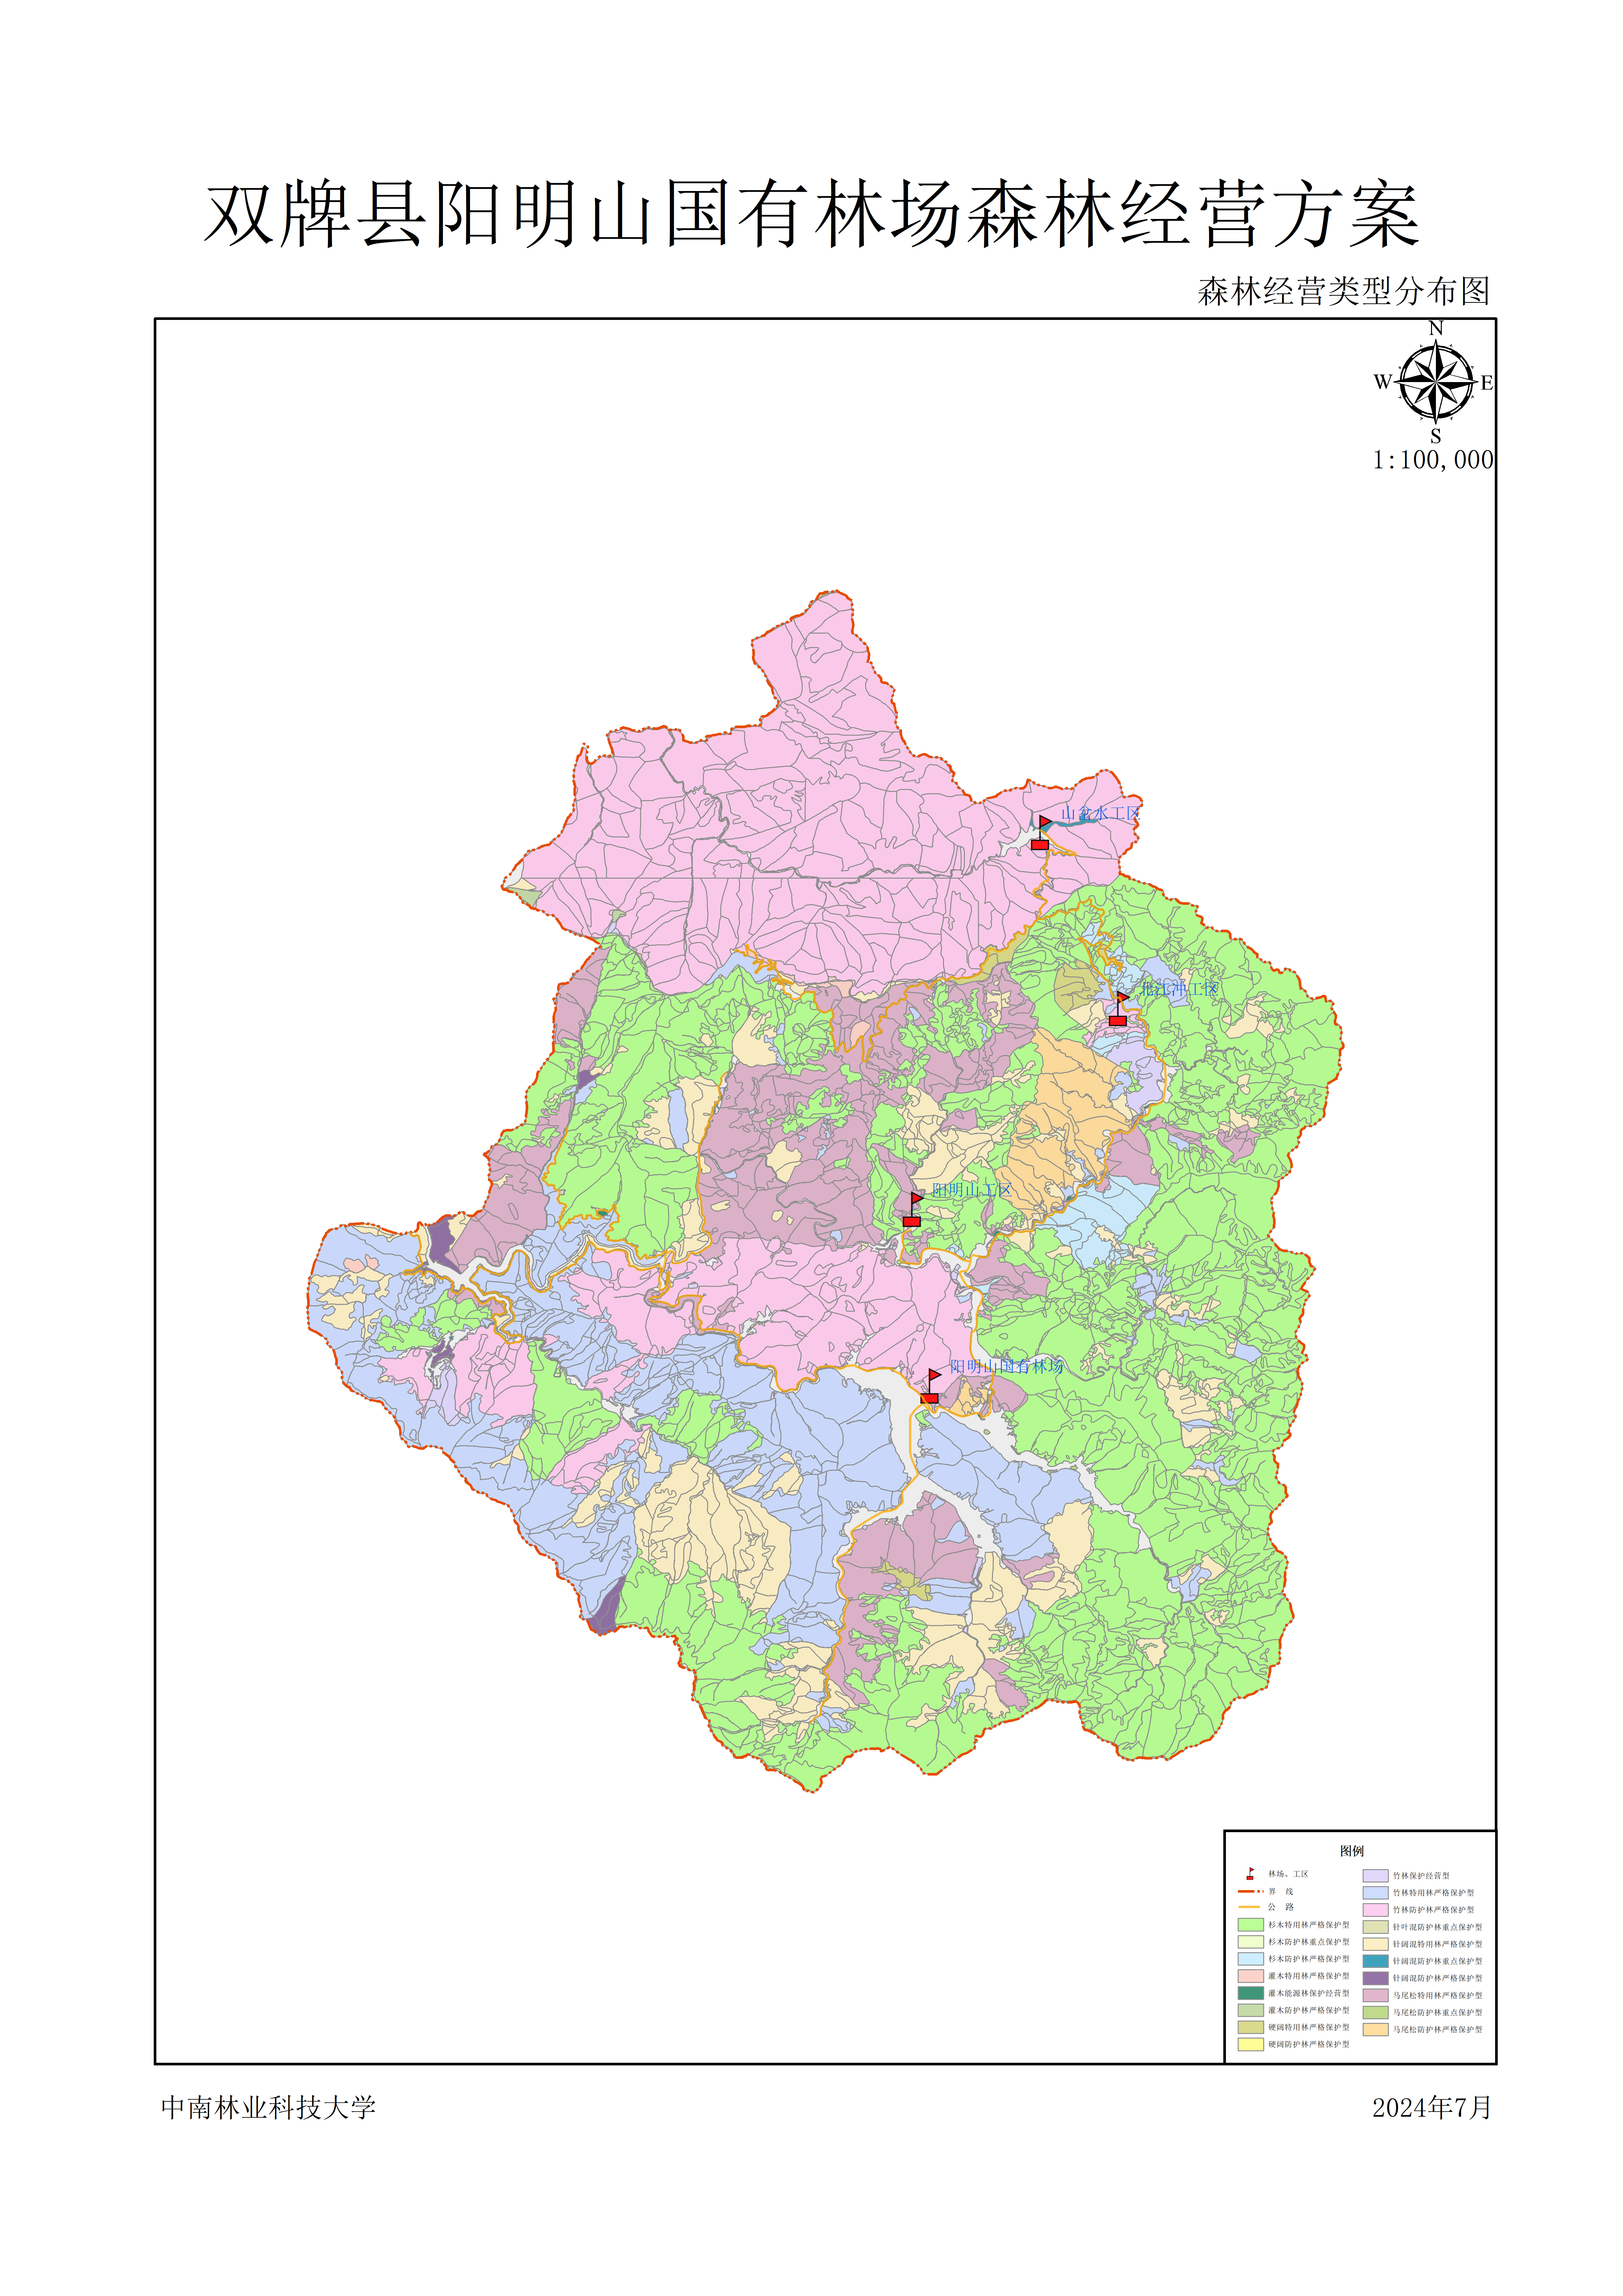 双牌县阳明山国有林场森林经营方案
森林经营类型分布图
N
W
E
S
1:100,000
山岔水工区
北江冲工区
阳明山工区
阳明山国有林场
图例
林场、工区
界 线
公 路
杉木特用林严格保护型
杉木防护林重点保护型
杉木防护林严格保护型
灌木特用林严格保护型
灌木能源林保护经营型
灌木防护林严格保护型
硬阔特用林严格保护型
硬阔防护林严格保护型
竹林保护经营型
竹林特用林严格保护型
竹林防护林严格保护型
针叶混防护林重点保护型
针阔混特用林严格保护型
针阔混防护林重点保护型
针阔混防护林严格保护型
马尾松特用林严格保护型
马尾松防护林重点保护型
马尾松防护林严格保护型
中南林业科技大学
2024年7月